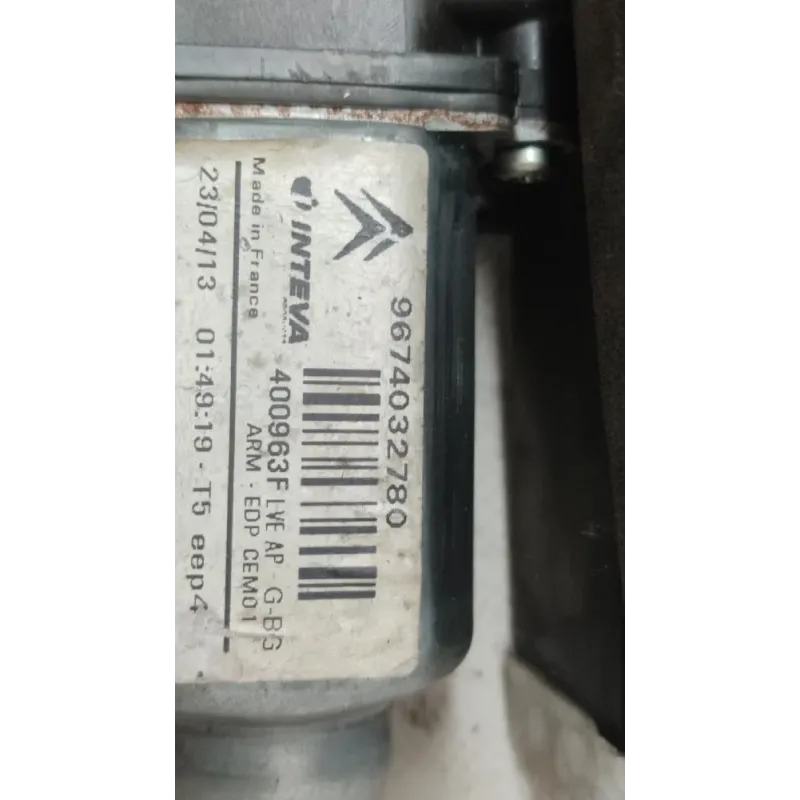 9674032780
INTEVA
400963F LVE AP - G-BG
ARM - EDP CEM01
Made in France
23/04/13 01:49:19 - T5 eep4